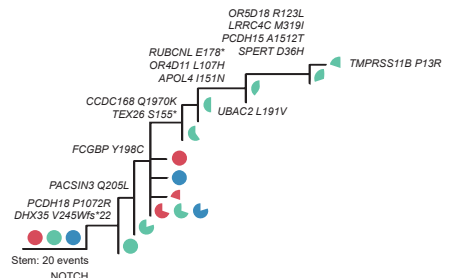 OR5D18 R123L
LRRC4C M319I
PCDH15 A1512T
SPERT D36H
RUBCNL E178*
OR4D11 L107H
APOL4 I151N
TMPRSS11B P13R
CCDC168 Q1970K
TEX26 S155*
UBAC2 L191V
FCGBP Y198C
PACSIN3 Q205L
PCDH18 P1072R
DHX35 V245Wfs*22
Stem: 20 events
NOTCH